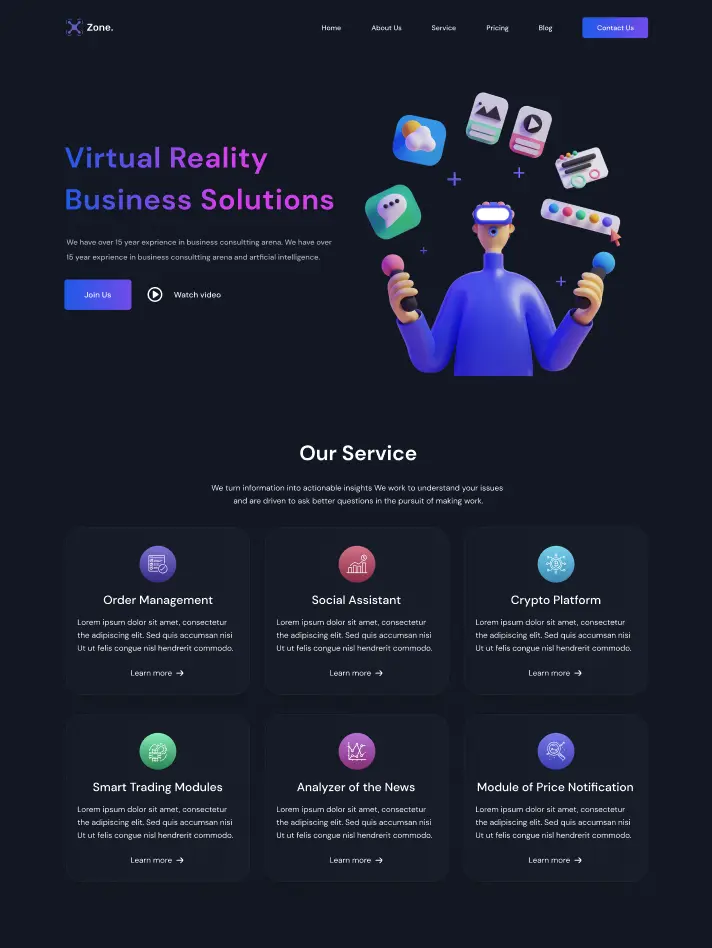 Zone.
Home
About Us
Service
Pricing
Blog
Contact Us
Virtual Reality
Business Solutions
We have over 15 year exprience in business consultting arena. We have over
15 year exprience in business consultting arena and artficial intelligence.
Join Us
Watch video
Our Service
We turn information into actionable insights We work to understand your issues
and are driven to ask better questions in the pursuit of making work.
Order Management
Lorem ipsum dolor sit amet, consectetur
the adipiscing elit. Sed quis accumsan nisi
Ut ut felis congue nisl hendrerit commodo.
Learn more
Social Assistant
Lorem ipsum dolor sit amet, consectetur
the adipiscing elit. Sed quis accumsan nisi
Ut ut felis congue nisl hendrerit commodo.
Learn more
Crypto Platform
Lorem ipsum dolor sit amet, consectetur
the adipiscing elit. Sed quis accumsan nisi
Ut ut felis congue nisl hendrerit commodo.
Learn more
Smart Trading Modules
Lorem ipsum dolor sit amet, consectetur
the adipiscing elit. Sed quis accumsan nisi
Ut ut felis congue nisl hendrerit commodo.
Learn more
Analyzer of the News
Lorem ipsum dolor sit amet, consectetur
the adipiscing elit. Sed quis accumsan nisi
Ut ut felis congue nisl hendrerit commodo.
Learn more
Module of Price Notification
Lorem ipsum dolor sit amet, consectetur
the adipiscing elit. Sed quis accumsan nisi
Ut ut felis congue nisl hendrerit commodo.
Learn more